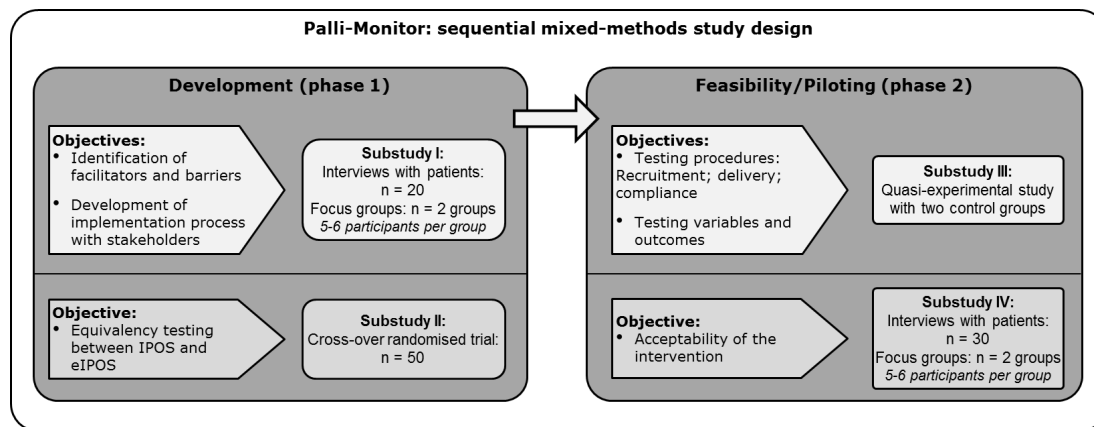 Palli-Monitor: sequential mixed-methods study design
Development (phase 1)
Objectives:
• Identification of
facilitators and barriers
• Development of
implementation process
with stakeholders
Substudy I:
Interviews with patients:
n = 20
Focus groups: n = 2 groups
5-6 participants per group
Objective:
• Equivalency testing
between IPOS and
eIPOS
Substudy II:
Cross-over randomised trial:
n = 50
Feasibility/Piloting (phase 2)
Objectives:
• Testing procedures:
Recruitment; delivery;
compliance
• Testing variables and
outcomes
Substudy III:
Quasi-experimental study
with two control groups
Objective:
• Acceptability of the
intervention
Substudy IV:
Interviews with patients:
n = 30
Focus groups: n = 2 groups
5-6 participants per group